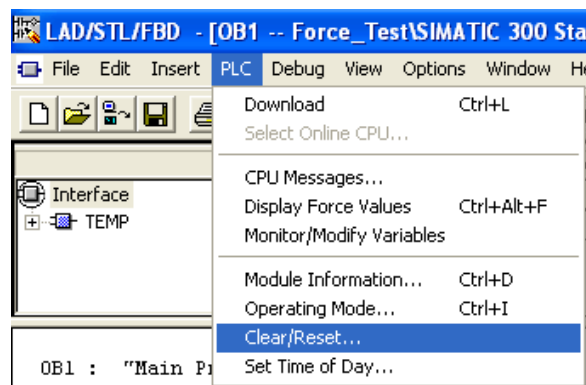 LAD/STL/FBD - [OB1 -- Force_Test\SIMATIC 300 Sta
File Edit Insert PLC Debug View Options Window He
Download Ctrl+L
Select Online CPU...
CPU Messages...
Interface
Display Force Values Ctrl+Alt+F
TEMP
Monitor/Modify Variables
Module Information... Ctrl+D
Operating Mode... Ctrl+I
Clear/Reset...
OB1 : "Main Pr
Set Time of Day...